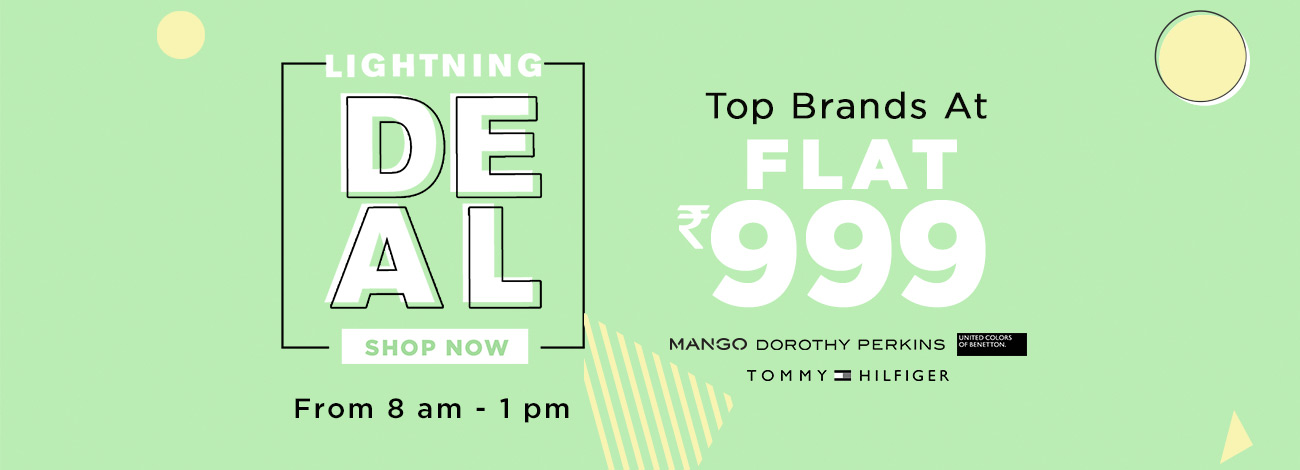 LIGHTNING
DE
AL
SHOP NOW
From 8 am - 1 pm
Top Brands At
FLAT
₹999
MANGO DOROTHY PERKINS UNITED COLORS
OF BENETTON.
TOMMY HILFIGER